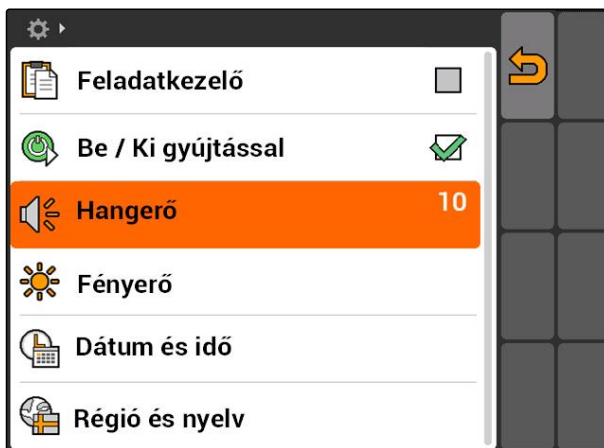 Feladatkezelő
Be / Ki gyújtással
Hangerő 10
Fényerő
Dátum és idő
Régió és nyelv